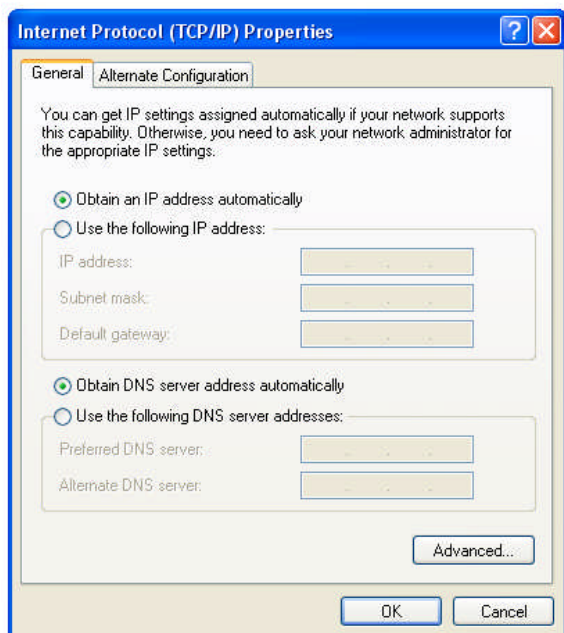 Internet Protocol (TCP/IP) Properties
General
Alternate Configuration
You can get IP settings assigned automatically if your network supports
this capability. Otherwise, you need to ask your network administrator for
the appropriate IP settings.
Obtain an IP address automatically
Use the following IP address:
IP address:
Subnet mask:
Default gateway:
Obtain DNS server address automatically
Use the following DNS server addresses:
Preferred DNS server:
Alternate DNS server:
Advanced...
OK
Cancel